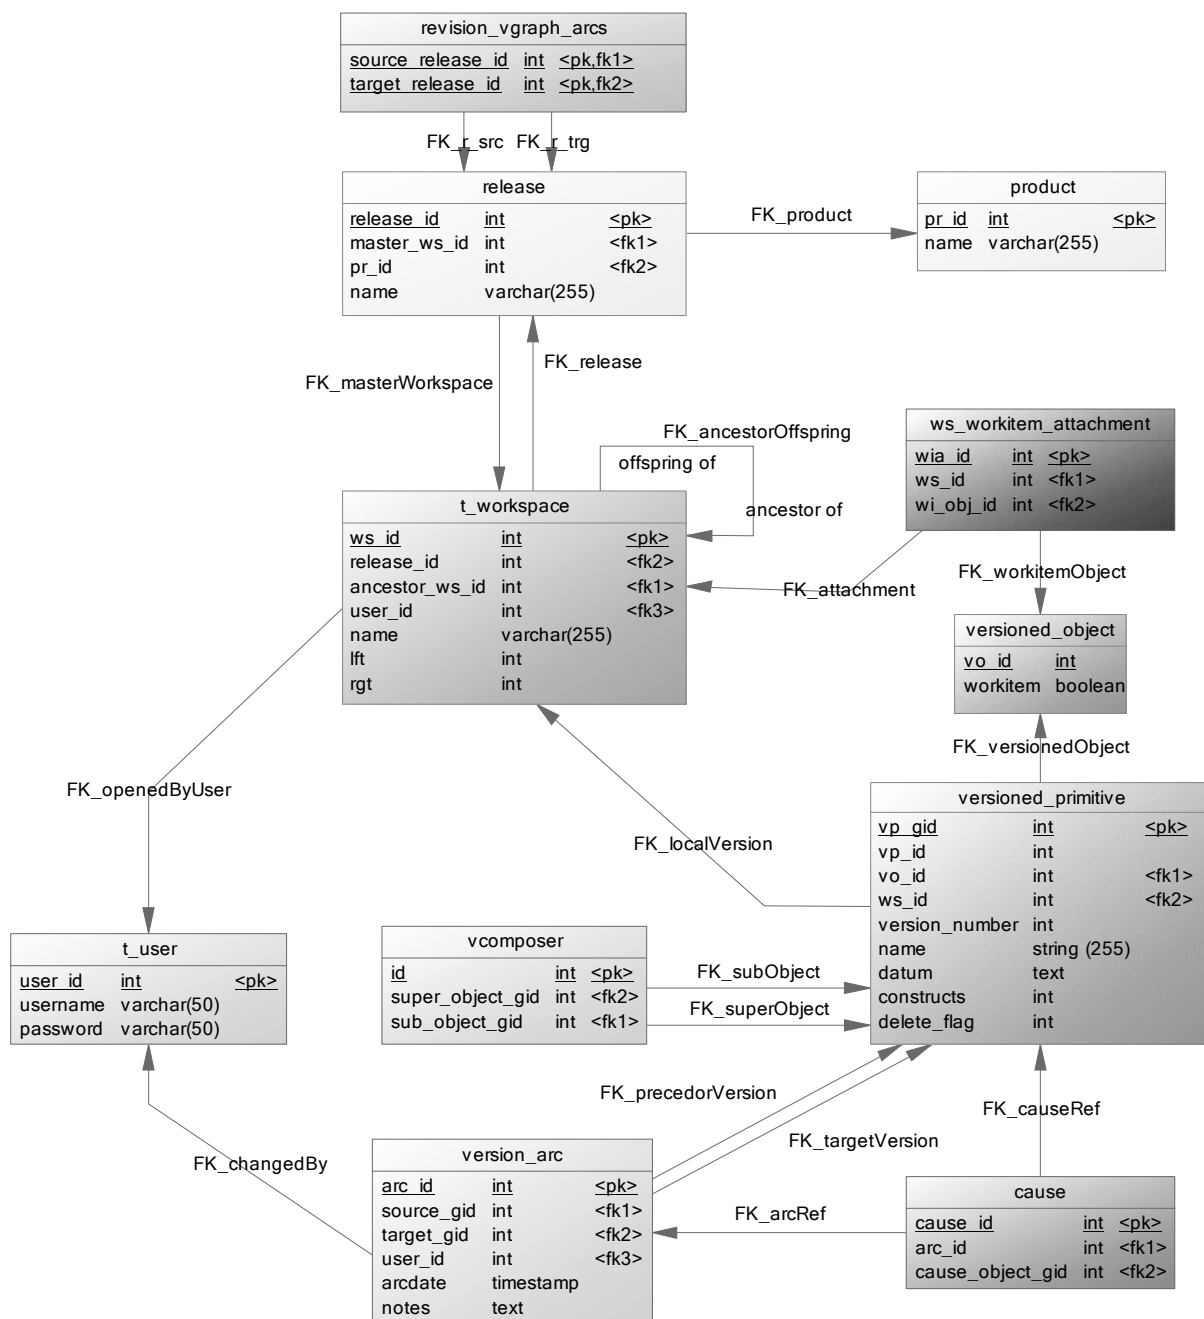 revision_vgraph_arcs
source_release_id int <pk,fk1>
target_release_id int <pk,fk2>
FK_r_src FK_r_trg
release
release_id int <pk>
master_ws_id int <fk1>
pr_id int <fk2>
name varchar(255)
FK_product
product
pr_id int <pk>
name varchar(255)
FK_masterWorkspace
FK_release
FK_ancestorOffspring
offspring of
ancestor of
t_workspace
ws_id int <pk>
release_id int <fk2>
ancestor_ws_id int <fk1>
user_id int <fk3>
name varchar(255)
lft int
rgt int
ws_workitem_attachment
wia_id int <pk>
ws_id int <fk1>
wi_obj_id int <fk2>
FK_attachment
FK_workitemObject
versioned_object
vo_id int
workitem boolean
FK_versionedObject
FK_openedByUser
FK_localVersion
versioned_primitive
vp_gid int <pk>
vp_id int
vo_id int <fk1>
ws_id int <fk2>
version_number int
name string (255)
datum text
constructs int
delete_flag int
t_user
user_id int <pk>
username varchar(50)
password varchar(50)
vcomposer
id int <pk>
super_object_gid int <fk2>
sub_object_gid int <fk1>
FK_subObject
FK_superObject
FK_precedorVersion
FK_targetVersion
FK_causeRef
FK_changedBy
version_arc
arc_id int <pk>
source_gid int <fk1>
target_gid int <fk2>
user_id int <fk3>
arcdate timestamp
notes text
FK_arcRef
cause
cause_id int <pk>
arc_id int <fk1>
cause_object_gid int <fk2>